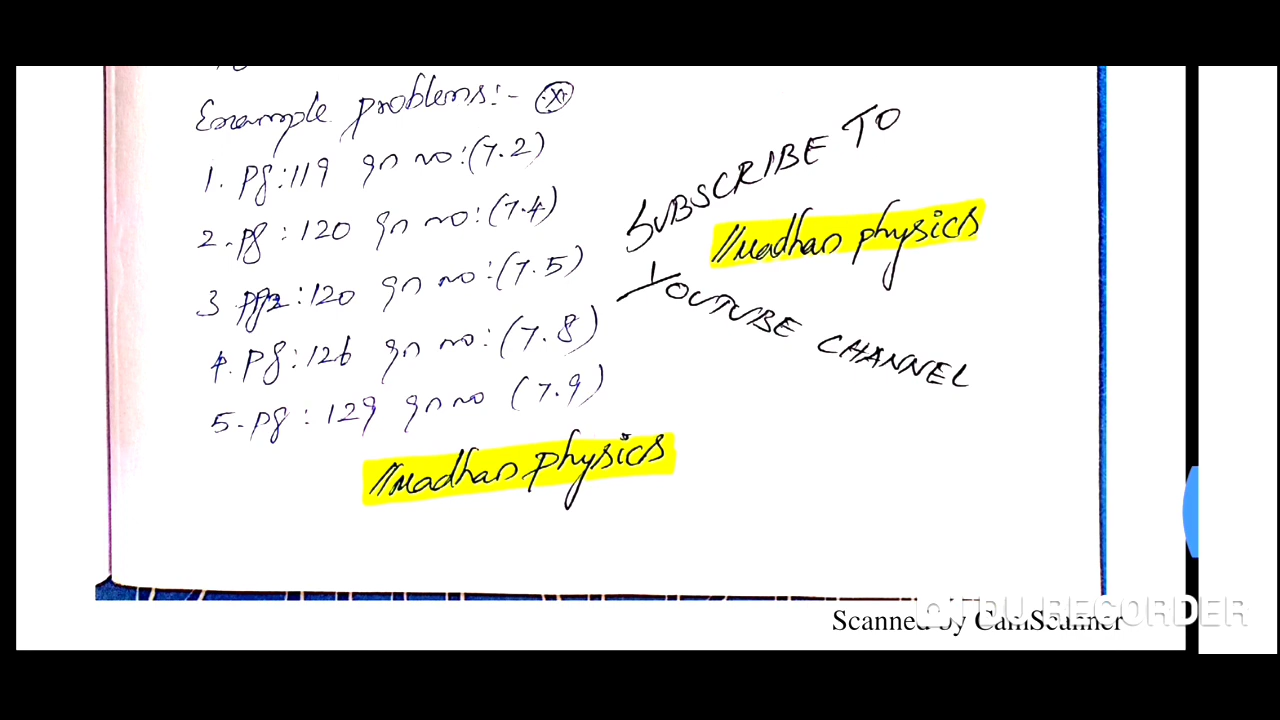 Example problems:- (X)
1. pg:119 qn no:(7.2)
2. pg:120 qn no:(7.4)
3 pg:120 qn no:(7.5)
4. pg:126 qn no:(7.8)
5. pg:129 qn no (7.9)
//Madhan physics
SUBSCRIBE TO
//Madhan physics
YOUTUBE CHANNEL
Scanned by CamScanner
DU RECORDER